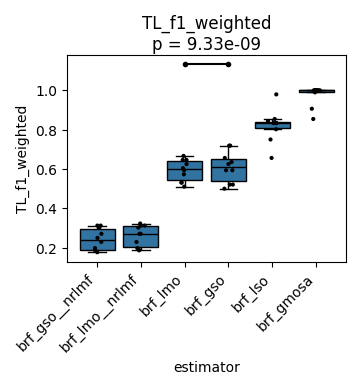 TL_f1_weighted
p = 9.33e-09
TL_f1_weighted
1.0
0.8
0.6
0.4
0.2
brf_gso__nrlmf
brf_lmo__nrlmf
brf_lmo
brf_gso
brf_lso
brf_gmosa
estimator